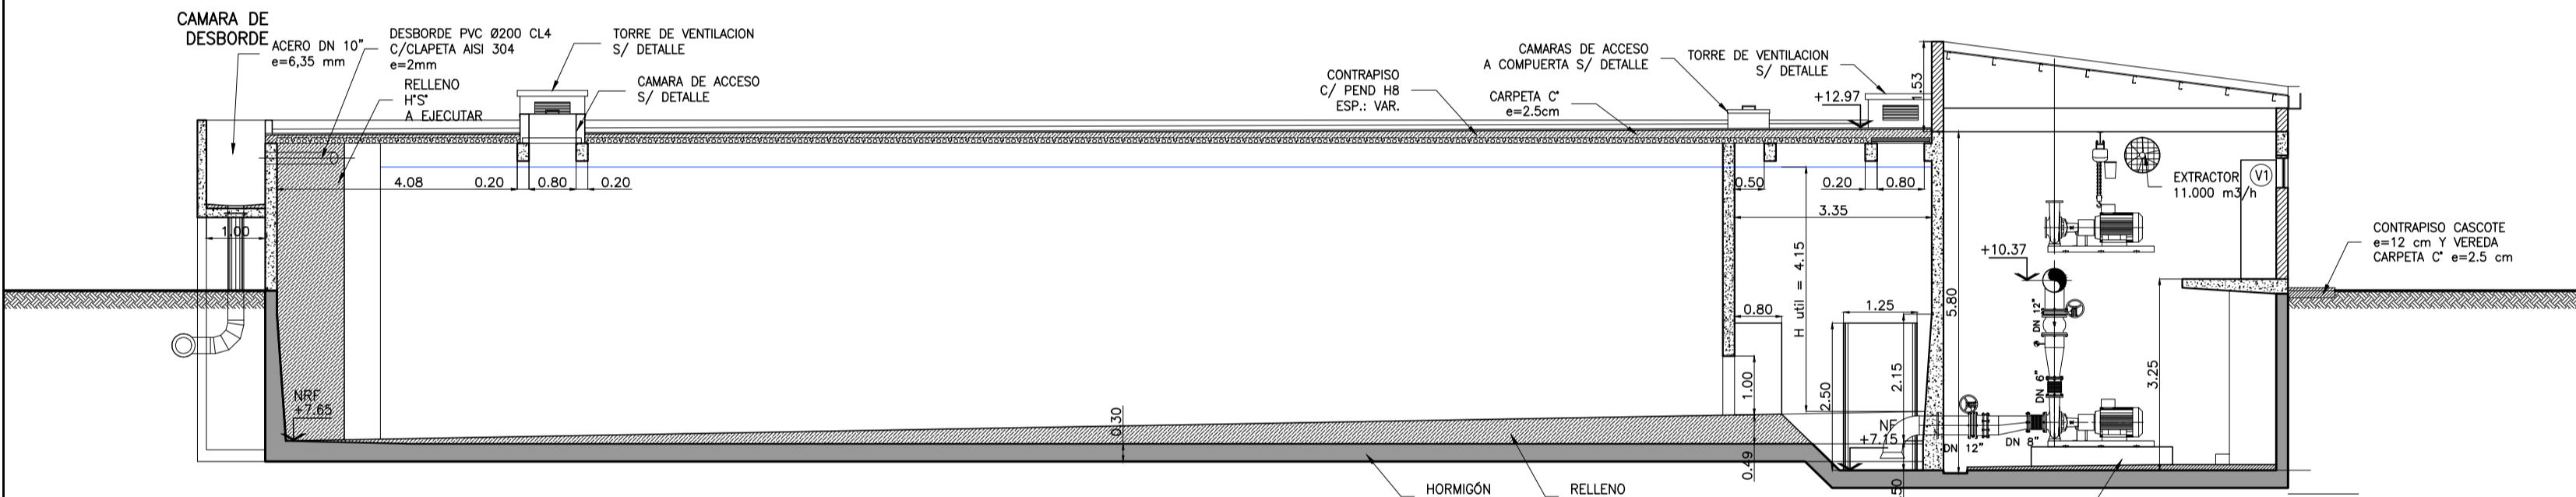 CAMARA DE
DESBORDE
ACERO DN 10"
e=6,35 mm
DESBORDE PVC Ø200 CL4
C/CLAPETA AISI 304
e=2mm
RELLENO
H°S°
A EJECUTAR
TORRE DE VENTILACION
S/ DETALLE
CAMARA DE ACCESO
S/ DETALLE
CONTRAPISO
C/ PEND H8
ESP.: VAR.
CARPETA C°
e=2.5cm
CAMARAS DE ACCESO
A COMPUERTA S/ DETALLE
TORRE DE VENTILACION
S/ DETALLE
+12.97
1.53
4.08
0.20
0.80
0.20
0.50
0.20
0.80
3.35
1.00
H util = 4.15
0.80
1.25
5.80
+10.37
EXTRACTOR
11.000 m3/h
V1
CONTRAPISO CASCOTE
e=12 cm Y VEREDA
CARPETA C° e=2.5 cm
DN 12"
DN 6"
3.25
NRF
+7.65
0.30
1.00
2.50
2.15
0.49
NF
+7.15
DN 12"
DN 8"
50
HORMIGÓN
RELLENO